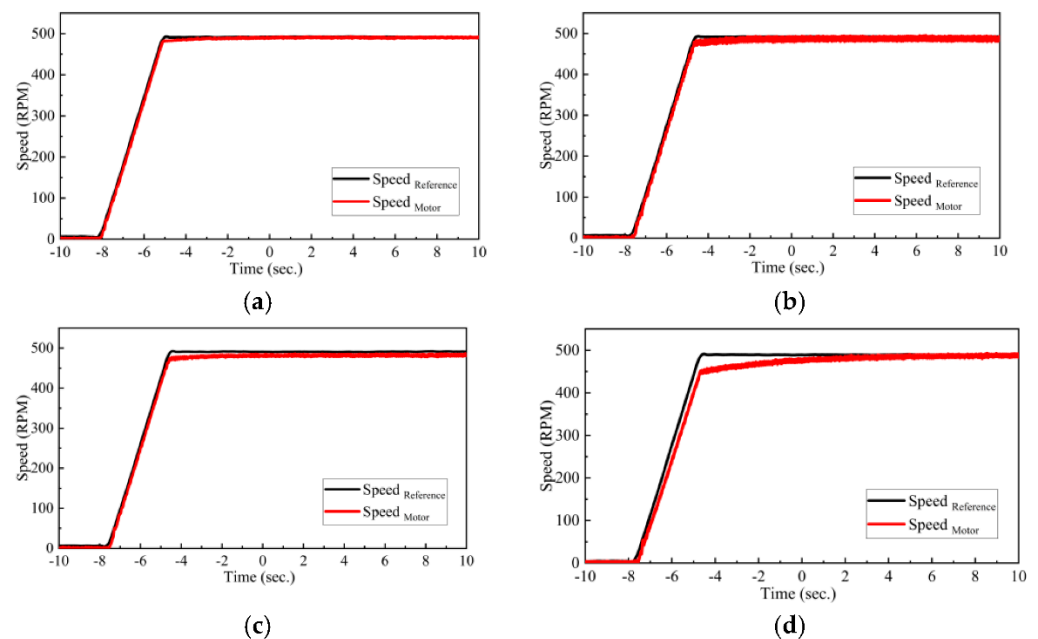 500
400
300
200
100
0
Speed (RPM)
Speed Reference
Speed Motor
-10 -8 -6 -4 -2 0 2 4 6 8 10
Time (sec.)
(a)
500
400
300
200
100
0
Speed (RPM)
Speed Reference
Speed Motor
-10 -8 -6 -4 -2 0 2 4 6 8 10
Time (sec.)
(b)
500
400
300
200
100
0
Speed (RPM)
Speed Reference
Speed Motor
-10 -8 -6 -4 -2 0 2 4 6 8 10
Time (sec.)
(c)
500
400
300
200
100
0
Speed (RPM)
Speed Reference
Speed Motor
-10 -8 -6 -4 -2 0 2 4 6 8 10
Time (sec.)
(d)